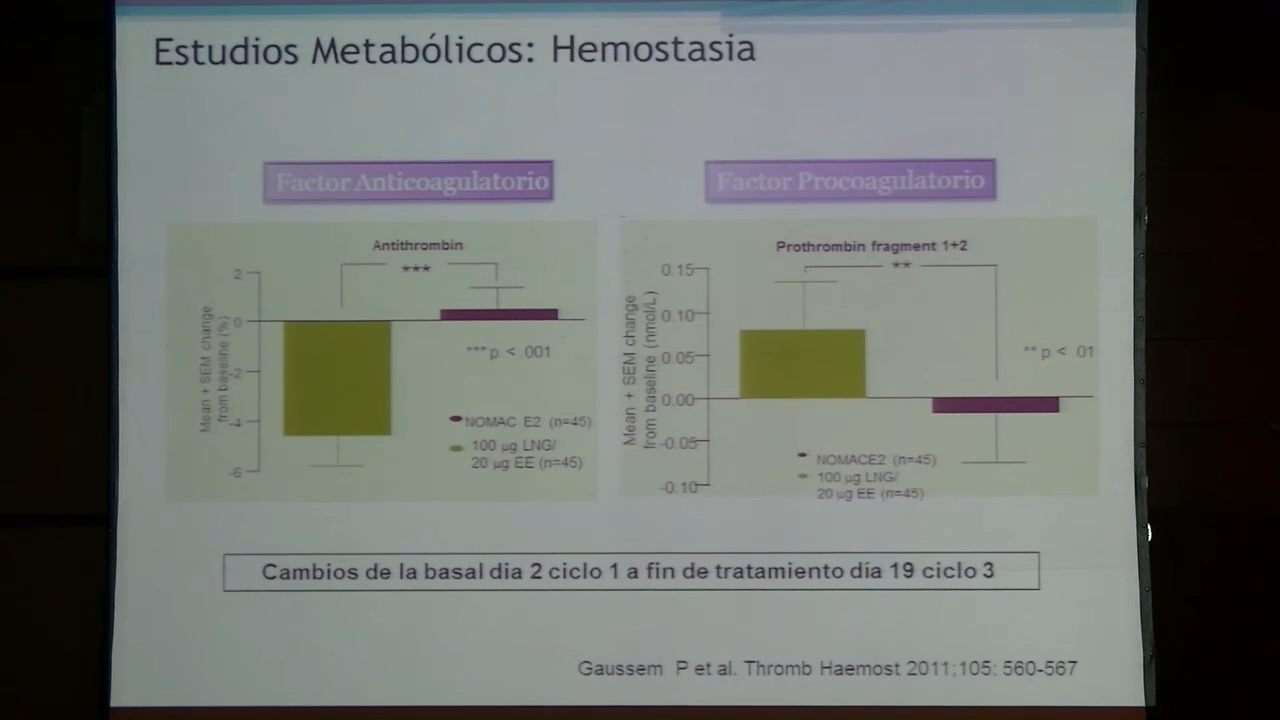 Estudios Metabólicos: Hemostasia
Factor Anticoagulatorio
Factor Procoagulatorio
Antithrombin
***
2
0
-2
-4
-6
Mean + SEM change
from baseline (%)
***p < .001
NOMAC E2 (n=45)
100 µg LNG/
20 µg EE (n=45)
Prothrombin fragment 1+2
**
0.15
0.10
0.05
0.00
-0.05
-0.10
Mean + SEM change
from baseline (nmol/L)
**p < 01
NOMACE2 (n=45)
100 µg LNG/
20 µg EE (n=45)
Cambios de la basal dia 2 ciclo 1 a fin de tratamiento día 19 ciclo 3
Gaussem P et al. Thromb Haemost 2011;105: 560-567